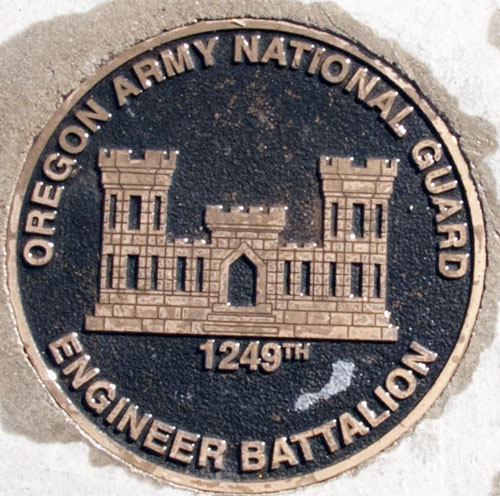 OREGON ARMY NATIONAL GUARD
1249TH
ENGINEER BATTALION